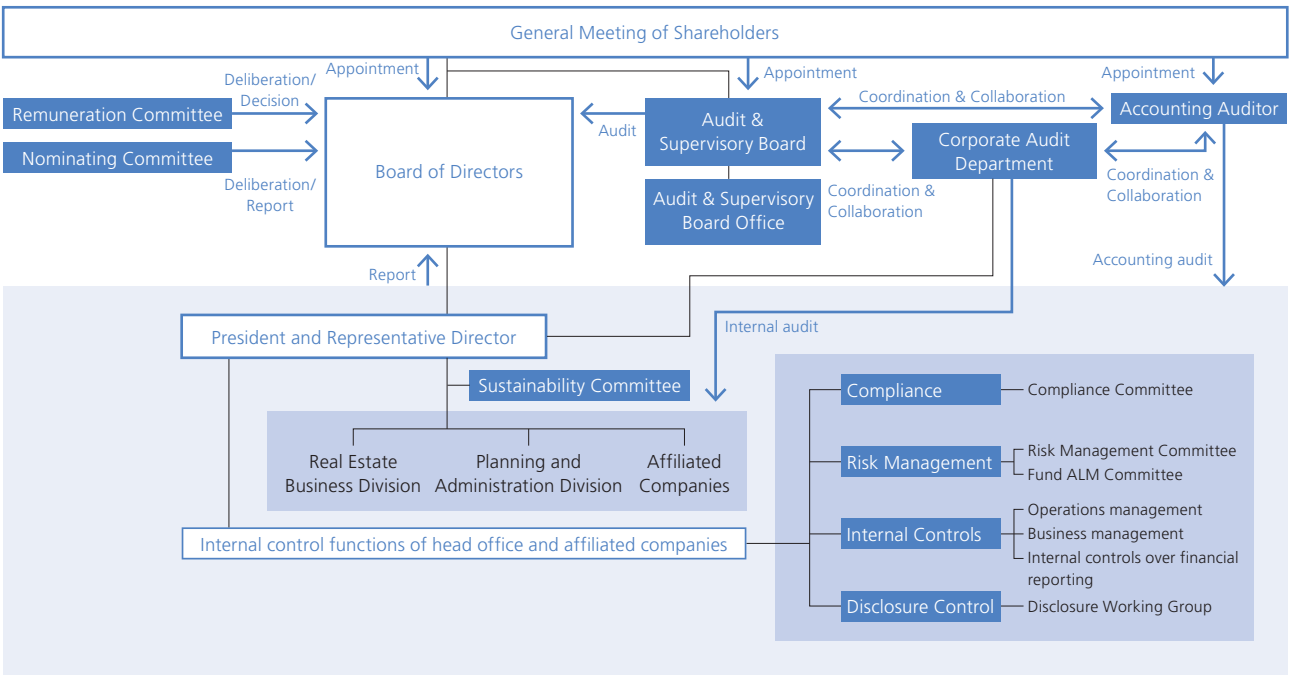 General Meeting of Shareholders
Appointment
Appointment
Appointment
Deliberation/
Decision
Remuneration Committee
Nominating Committee
Deliberation/
Report
Board of Directors
Audit
Audit &
Supervisory Board
Audit & Supervisory
Board Office
Coordination & Collaboration
Accounting Auditor
Corporate Audit
Department
Coordination &
Collaboration
Coordination &
Collaboration
Accounting audit
Report
Internal audit
President and Representative Director
Sustainability Committee
Real Estate
Business Division
Planning and
Administration Division
Affiliated
Companies
Internal control functions of head office and affiliated companies
Compliance
Compliance Committee
Risk Management
Risk Management Committee
Fund ALM Committee
Internal Controls
Operations management
Business management
Internal controls over financial
reporting
Disclosure Control
Disclosure Working Group